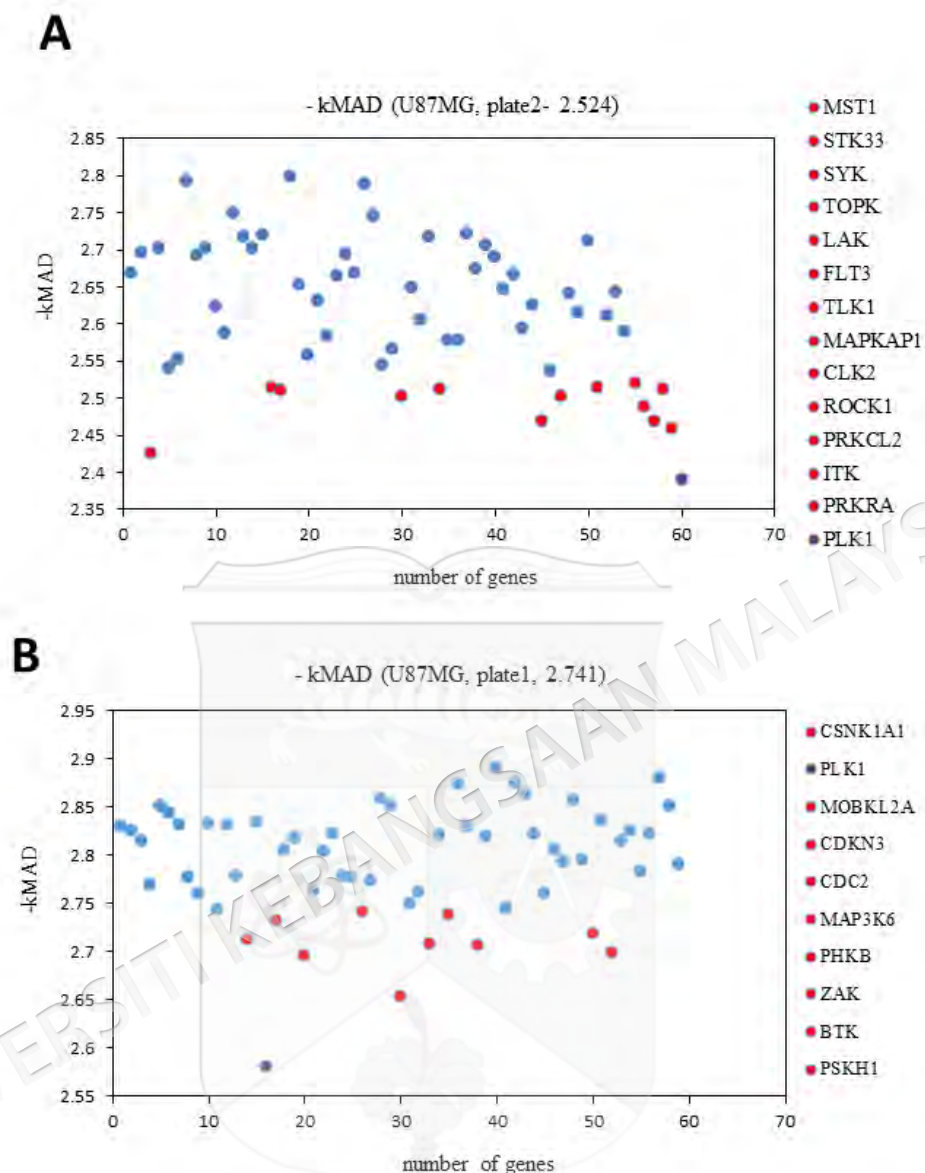 A
- kMAD (U87MG, plate2- 2.524)
2.85
2.8
2.75
2.7
2.65
2.6
2.55
2.5
2.45
2.4
2.35
-kMAD
0 10 20 30 40 50 60 70
number of genes
MST1
STK33
SYK
TOPK
LAK
FLT3
TLK1
MAPKAP1
CLK2
ROCK1
PRKCL2
ITK
PRKRA
PLK1
B
- kMAD (U87MG, plate1, 2.741)
2.95
2.9
2.85
2.8
2.75
2.7
2.65
2.6
2.55
-kMAD
0 10 20 30 40 50 60 70
number of genes
CSNK1A1
PLK1
MOBKL2A
CDKN3
CDC2
MAP3K6
PHKB
ZAK
BTK
PSKH1
ERSITI KEBANGSAAN MALAYS